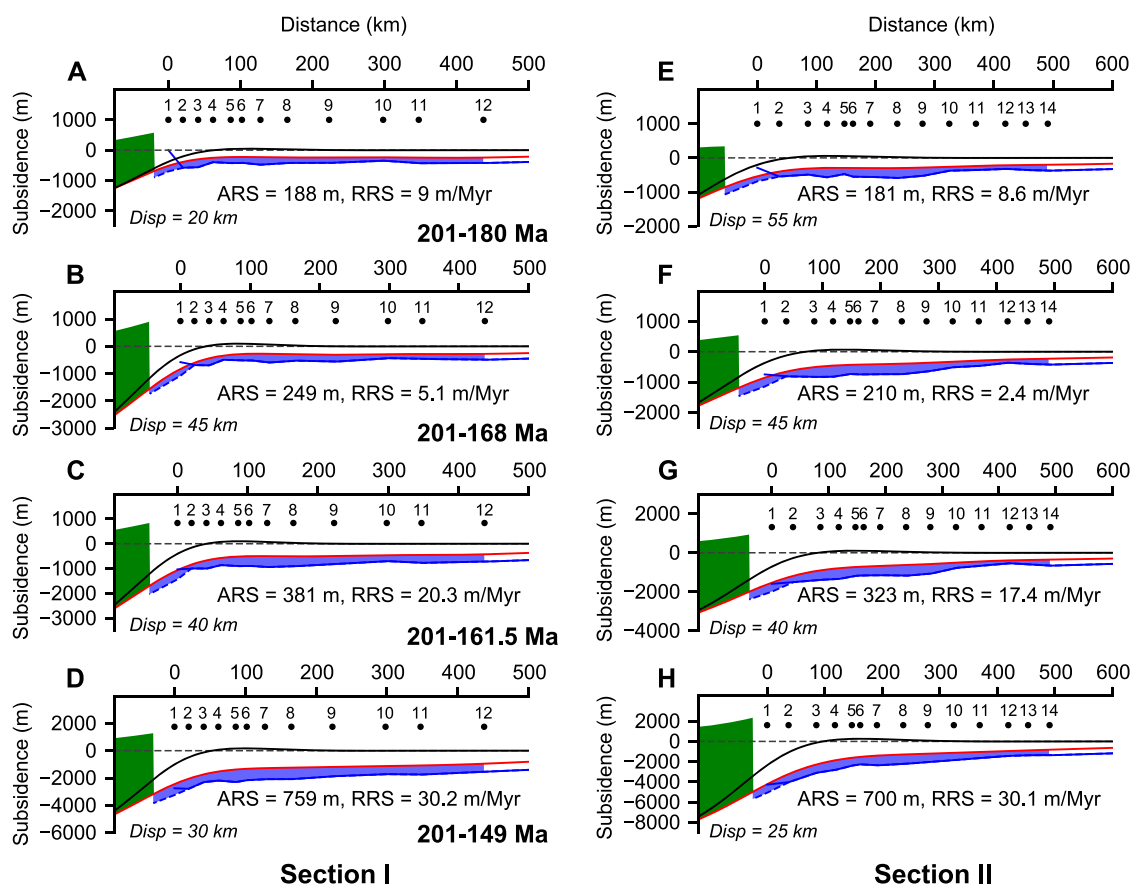 Distance (km)
Distance (km)
0 100 200 300 400 500
A
1 2 3 4 5 6 7 8 9 10 11 12
Subsidence (m)
1000
0
−1000
−2000
ARS = 188 m, RRS = 9 m/Myr
Disp = 20 km
201-180 Ma
0 100 200 300 400 500
E
1 2 3 4 5 6 7 8 9 10 11 12 13 14
Subsidence (m)
1000
0
−1000
−2000
ARS = 181 m, RRS = 8.6 m/Myr
Disp = 55 km
0 100 200 300 400 500
B
1 2 3 4 5 6 7 8 9 10 11 12
Subsidence (m)
1000
0
−1000
−2000
−3000
ARS = 249 m, RRS = 5.1 m/Myr
Disp = 45 km
201-168 Ma
0 100 200 300 400 500 600
F
1 2 3 4 5 6 7 8 9 10 11 12 13 14
Subsidence (m)
1000
0
−1000
−2000
ARS = 210 m, RRS = 2.4 m/Myr
Disp = 45 km
0 100 200 300 400 500
C
1 2 3 4 5 6 7 8 9 10 11 12
Subsidence (m)
1000
0
−1000
−2000
−3000
ARS = 381 m, RRS = 20.3 m/Myr
Disp = 40 km
201-161.5 Ma
0 100 200 300 400 500 600
G
1 2 3 4 5 6 7 8 9 10 11 12 13 14
Subsidence (m)
2000
0
−2000
−4000
ARS = 323 m, RRS = 17.4 m/Myr
Disp = 40 km
0 100 200 300 400 500
D
1 2 3 4 5 6 7 8 9 10 11 12
Subsidence (m)
2000
0
−2000
−4000
−6000
ARS = 759 m, RRS = 30.2 m/Myr
Disp = 30 km
201-149 Ma
0 100 200 300 400 500 600
H
1 2 3 4 5 6 7 8 9 10 11 12 13 14
Subsidence (m)
2000
0
−2000
−4000
−6000
−8000
ARS = 700 m, RRS = 30.1 m/Myr
Disp = 25 km
Section I
Section II